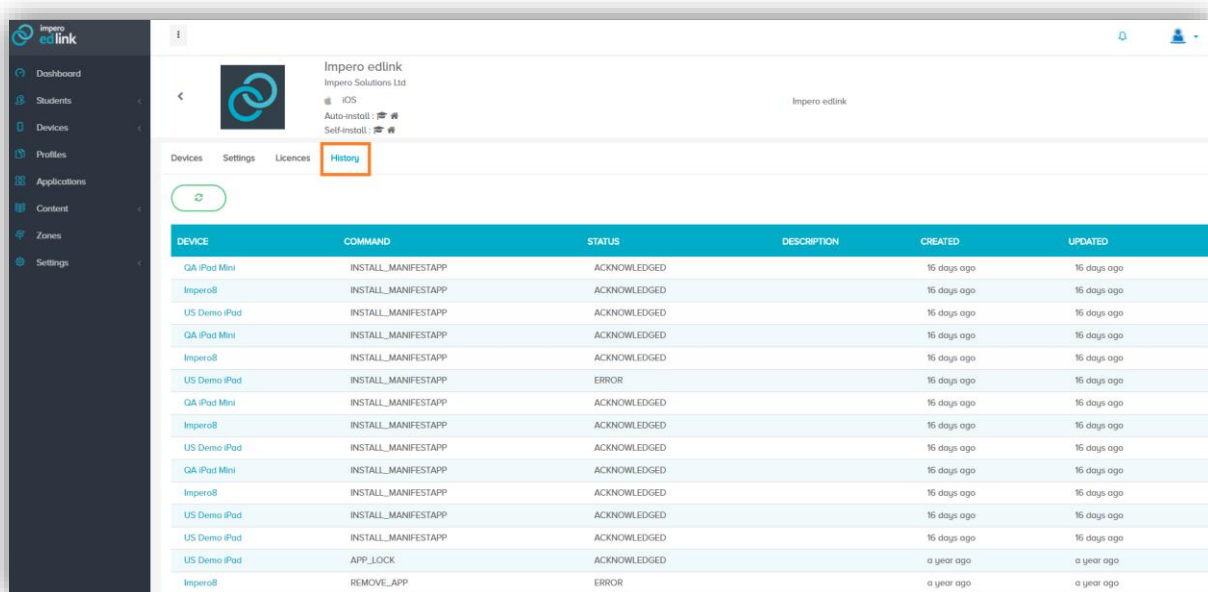 impero
edlink
Dashboard
Students
Devices
Profiles
Applications
Content
Zones
Settings
Impero edlink
Impero Solutions Ltd
iOS
Auto-install :
Self-install :
Impero edlink
Devices Settings Licences History
DEVICE COMMAND STATUS DESCRIPTION CREATED UPDATED
QA iPad Mini INSTALL_MANIFESTAPP ACKNOWLEDGED 16 days ago 16 days ago
Impero8 INSTALL_MANIFESTAPP ACKNOWLEDGED 16 days ago 16 days ago
US Demo iPad INSTALL_MANIFESTAPP ACKNOWLEDGED 16 days ago 16 days ago
QA iPad Mini INSTALL_MANIFESTAPP ACKNOWLEDGED 16 days ago 16 days ago
Impero8 INSTALL_MANIFESTAPP ACKNOWLEDGED 16 days ago 16 days ago
US Demo iPad INSTALL_MANIFESTAPP ERROR 16 days ago 16 days ago
QA iPad Mini INSTALL_MANIFESTAPP ACKNOWLEDGED 16 days ago 16 days ago
Impero8 INSTALL_MANIFESTAPP ACKNOWLEDGED 16 days ago 16 days ago
US Demo iPad INSTALL_MANIFESTAPP ACKNOWLEDGED 16 days ago 16 days ago
QA iPad Mini INSTALL_MANIFESTAPP ACKNOWLEDGED 16 days ago 16 days ago
Impero8 INSTALL_MANIFESTAPP ACKNOWLEDGED 16 days ago 16 days ago
US Demo iPad INSTALL_MANIFESTAPP ACKNOWLEDGED 16 days ago 16 days ago
US Demo iPad INSTALL_MANIFESTAPP ACKNOWLEDGED 16 days ago 16 days ago
US Demo iPad APP_LOCK ACKNOWLEDGED a year ago a year ago
Impero8 REMOVE_APP ERROR a year ago a year ago